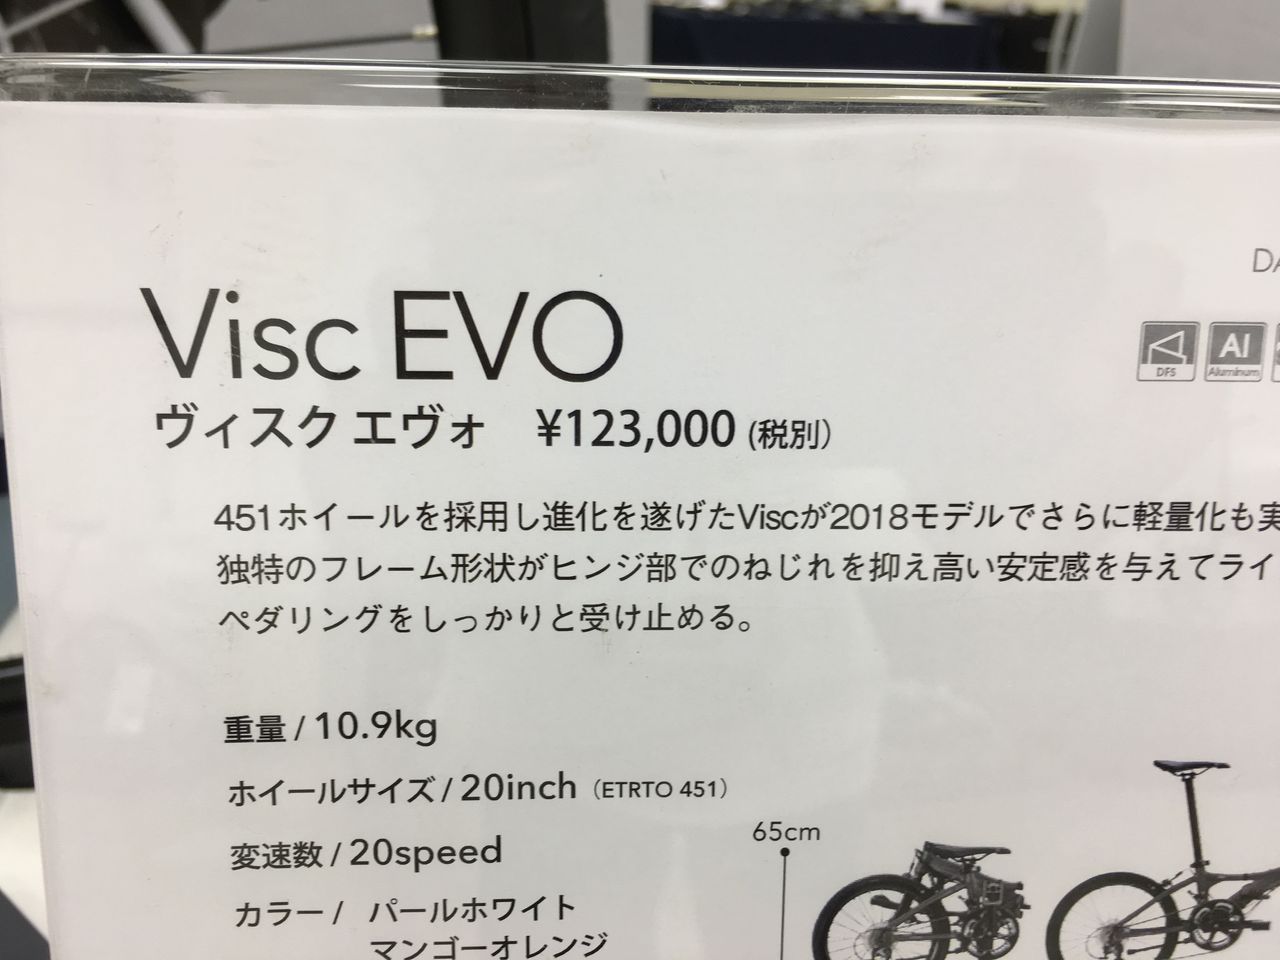 DA
Visc EVO
DFS
Al
Aluminum
ヴィスク エヴォ ¥123,000 (税別)
451ホイールを採用し進化を遂げたViscが2018モデルでさらに軽量化も実
独特のフレーム形状がヒンジ部でのねじれを抑え高い安定感を与えてライ
ペダリングをしっかりと受け止める。
重量 / 10.9kg
ホイールサイズ / 20inch (ETRTO 451)
変速数 / 20speed
65cm
カラー / パールホワイト
マンゴーオレンジ